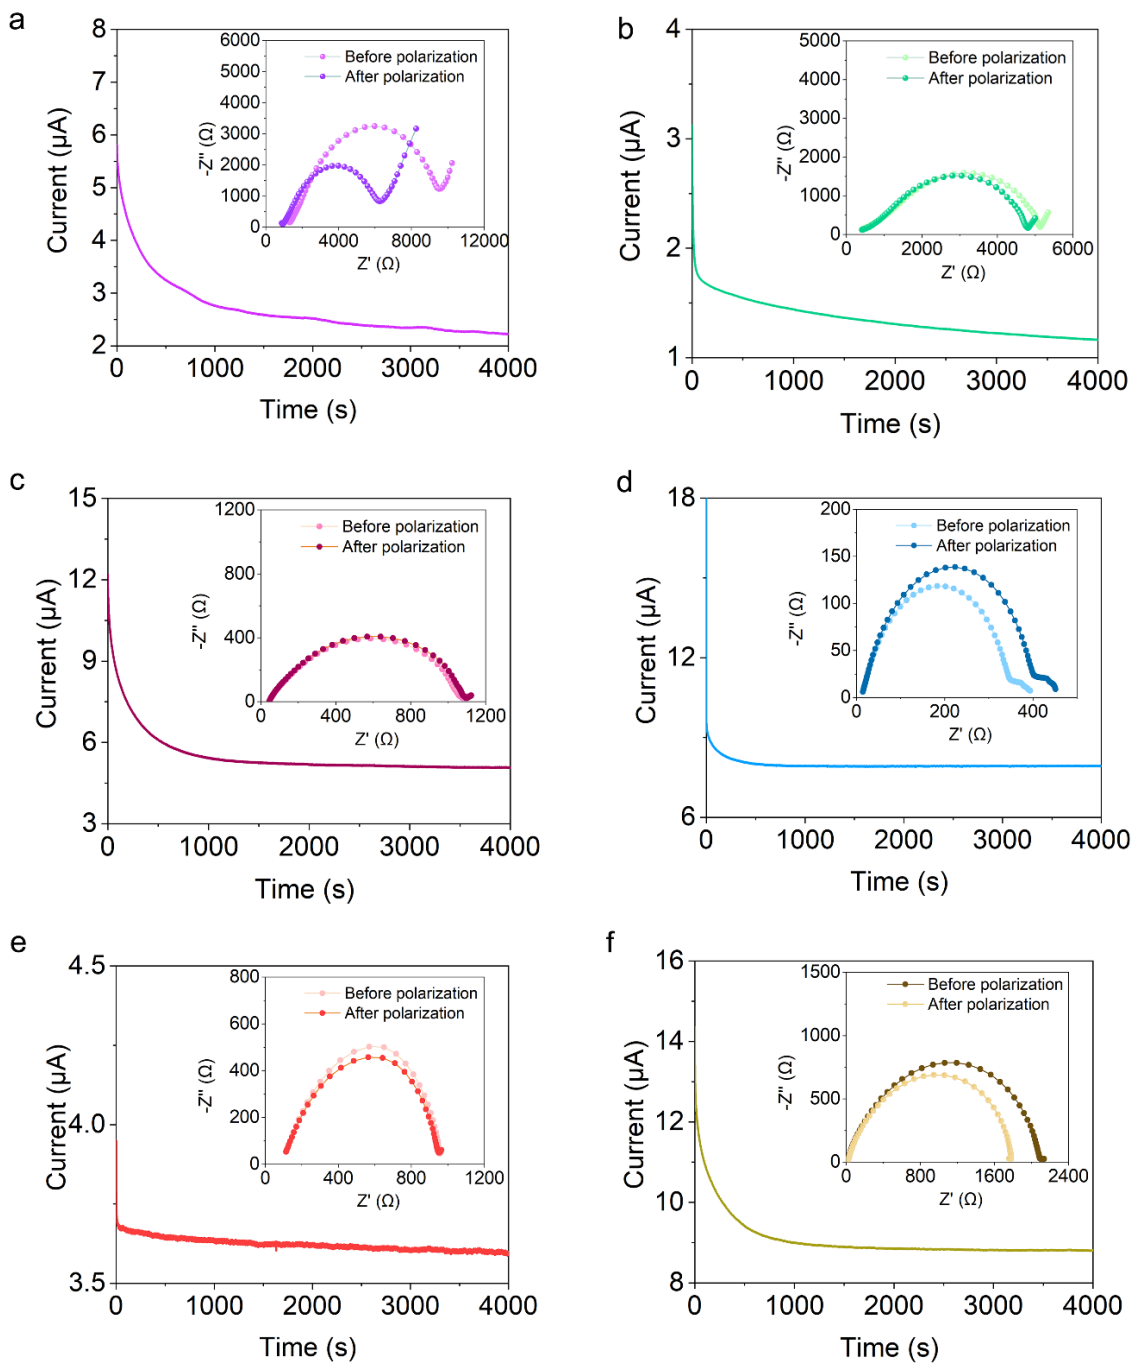 a
8
7
6
5
4
3
2
0
1000
2000
3000
4000
Current (µA)
Time (s)
6000
5000
4000
3000
2000
1000
0
0
4000
8000
12000
-Z'' (Ω)
Z' (Ω)
Before polarization
After polarization
b
4
3
2
1
0
1000
2000
3000
4000
Current (µA)
Time (s)
5000
4000
3000
2000
1500
1000
500
0
0
2000
4000
6000
-Z'' (Ω)
Z' (Ω)
Before polarization
After polarization
c
15
12
9
6
3
0
1000
2000
3000
4000
Current (µA)
Time (s)
1200
800
400
0
0
400
800
1200
-Z'' (Ω)
Z' (Ω)
Before polarization
After polarization
d
18
12
6
0
1000
2000
3000
4000
Current (µA)
Time (s)
200
150
100
50
0
0
200
400
-Z'' (Ω)
Z' (Ω)
Before polarization
After polarization
e
4.5
4.0
3.5
0
1000
2000
3000
4000
Current (µA)
Time (s)
800
600
400
200
0
0
400
800
1200
-Z'' (Ω)
Z' (Ω)
Before polarization
After polarization
f
16
14
12
10
8
0
1000
2000
3000
4000
Current (µA)
Time (s)
1500
1000
500
0
0
800
1600
2400
-Z'' (Ω)
Z' (Ω)
Before polarization
After polarization